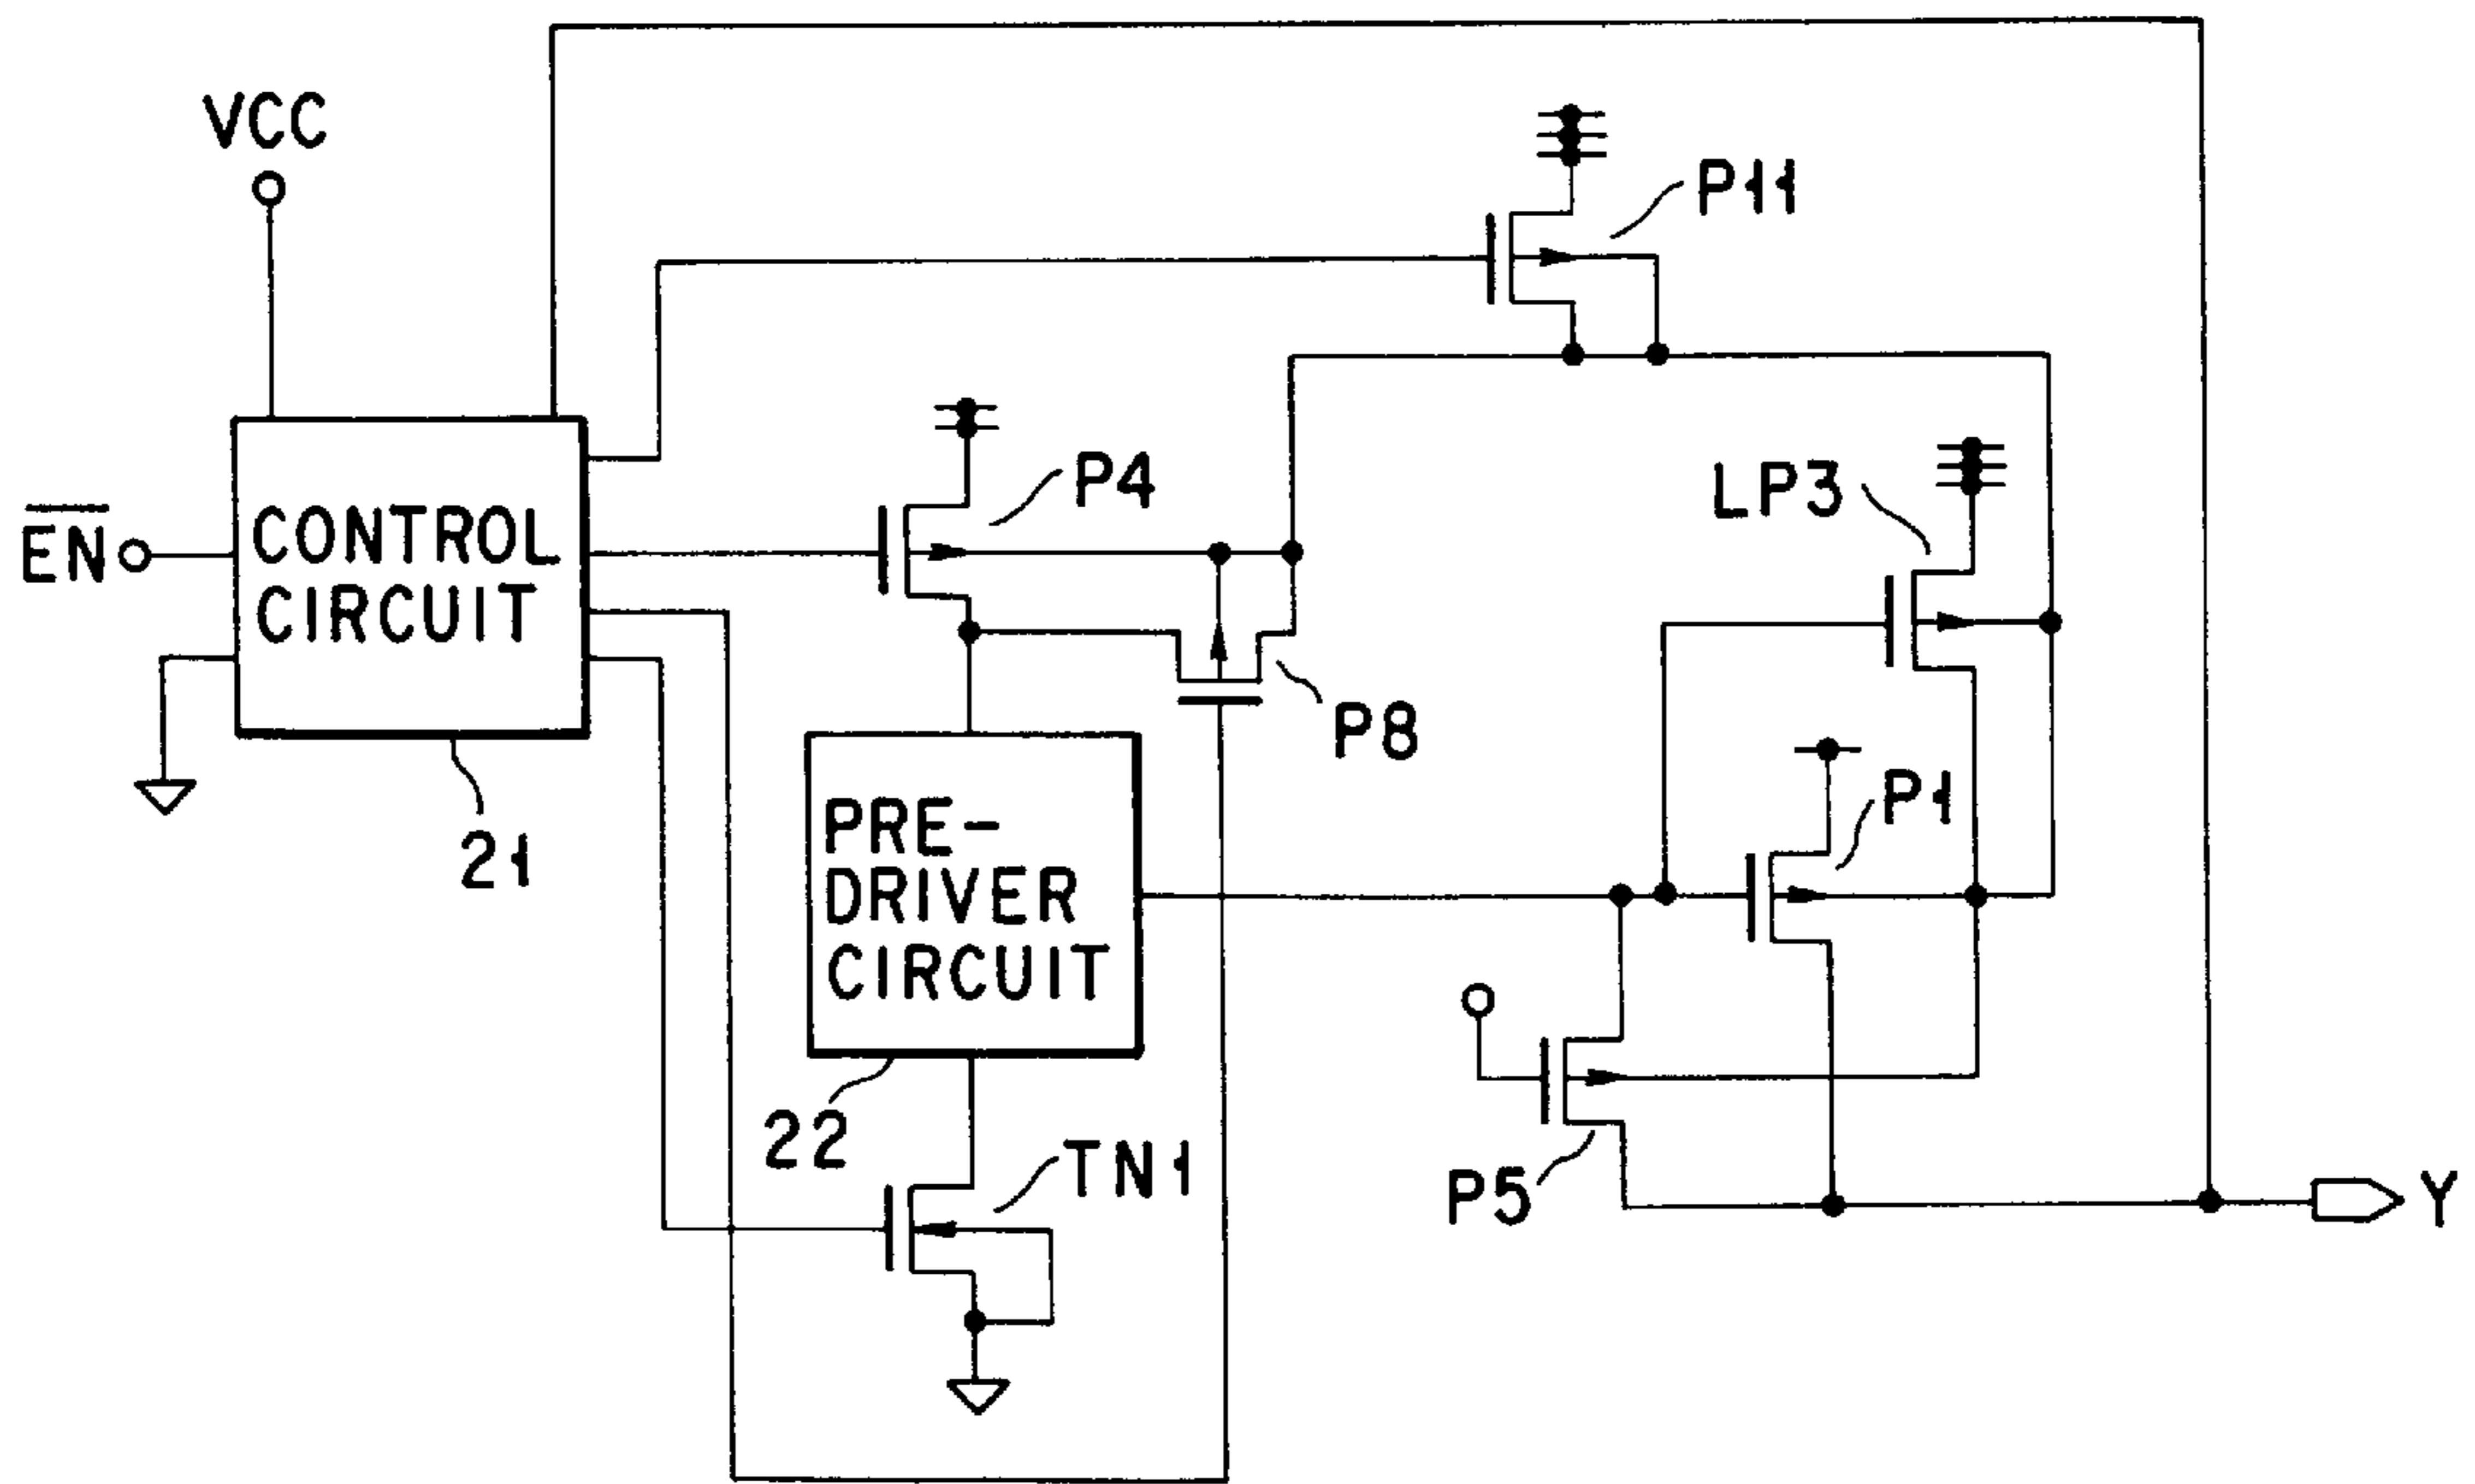 VCC
P11
P4
LP3
EN
CONTROL
CIRCUIT
P8
P1
21
PRE-
DRIVER
CIRCUIT
22
TN1
P5
Y